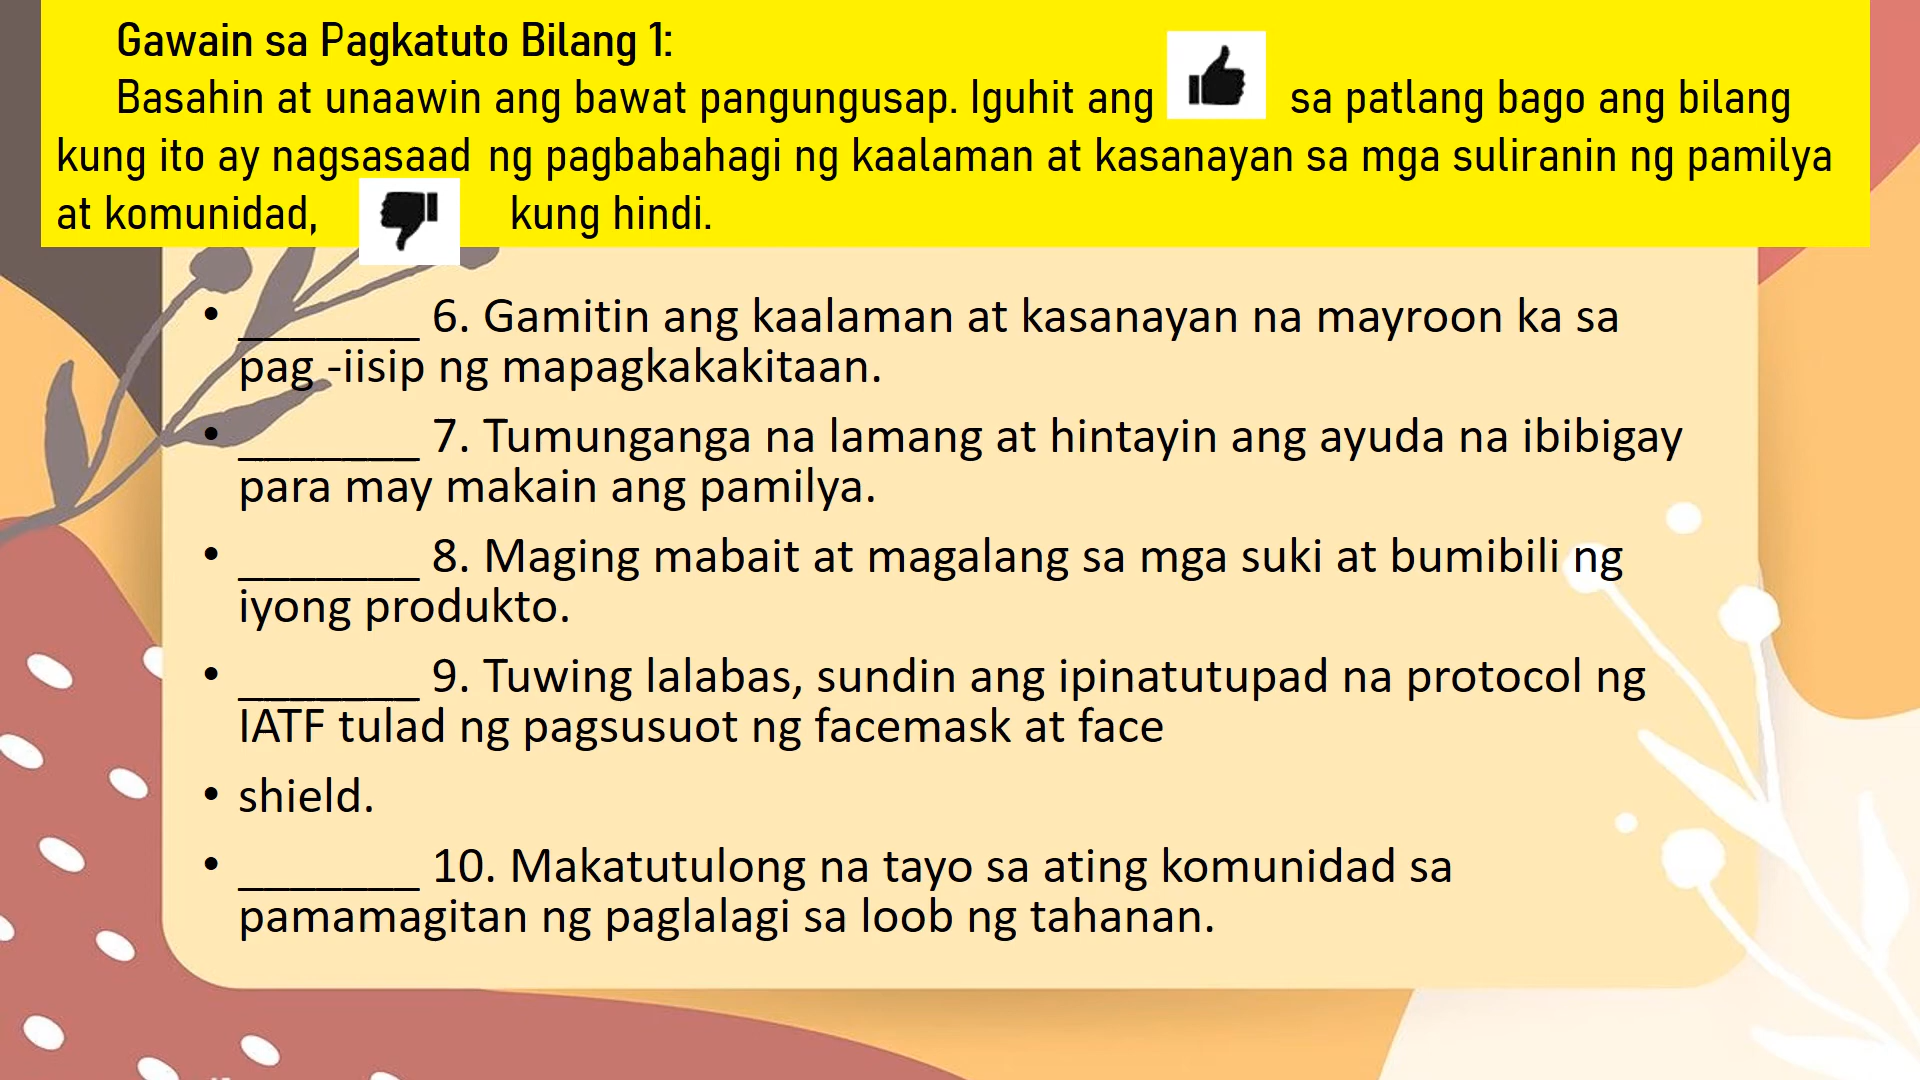 Gawain sa Pagkatuto Bilang 1:
Basahin at unaawin ang bawat pangungusap. Iguhit ang sa patlang bago ang bilang
kung ito ay nagsasaad ng pagbabahagi ng kaalaman at kasanayan sa mga suliranin ng pamilya
at komunidad, kung hindi.
• _______ 6. Gamitin ang kaalaman at kasanayan na mayroon ka sa
pag -iisip ng mapagkakakitaan.
• _______ 7. Tumunganga na lamang at hintayin ang ayuda na ibibigay
para may makain ang pamilya.
• _______ 8. Maging mabait at magalang sa mga suki at bumibili ng
iyong produkto.
• _______ 9. Tuwing lalabas, sundin ang ipinatutupad na protocol ng
IATF tulad ng pagsusuot ng facemask at face
• shield.
• _______ 10. Makatutulong na tayo sa ating komunidad sa
pamamagitan ng paglalagi sa loob ng tahanan.